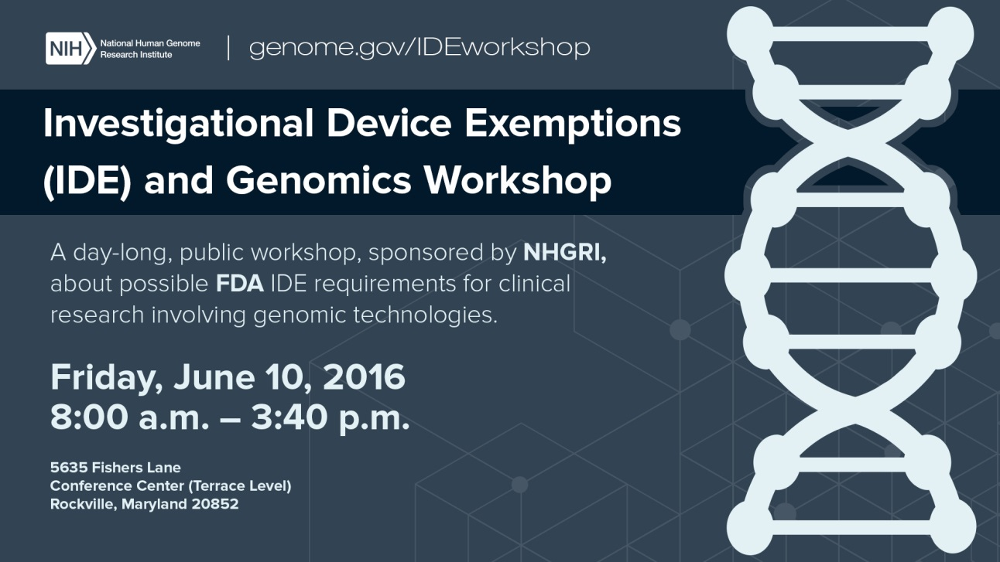 NIH National Human Genome
Research Institute
genome.gov/IDEworkshop
Investigational Device Exemptions
(IDE) and Genomics Workshop
A day-long, public workshop, sponsored by NHGRI,
about possible FDA IDE requirements for clinical
research involving genomic technologies.
Friday, June 10, 2016
8:00 a.m. – 3:40 p.m.
5635 Fishers Lane
Conference Center (Terrace Level)
Rockville, Maryland 20852